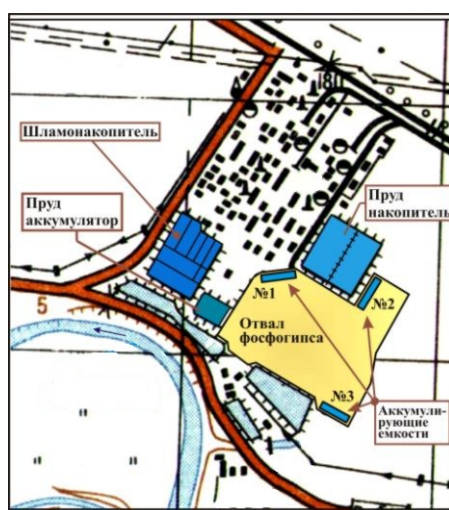 180
Шламонакопитель
Пруд
аккумулятор
Пруд
накопитель
5
№1
№2
Отвал
фосфогипса
№3
Аккумули-
рующие
емкости